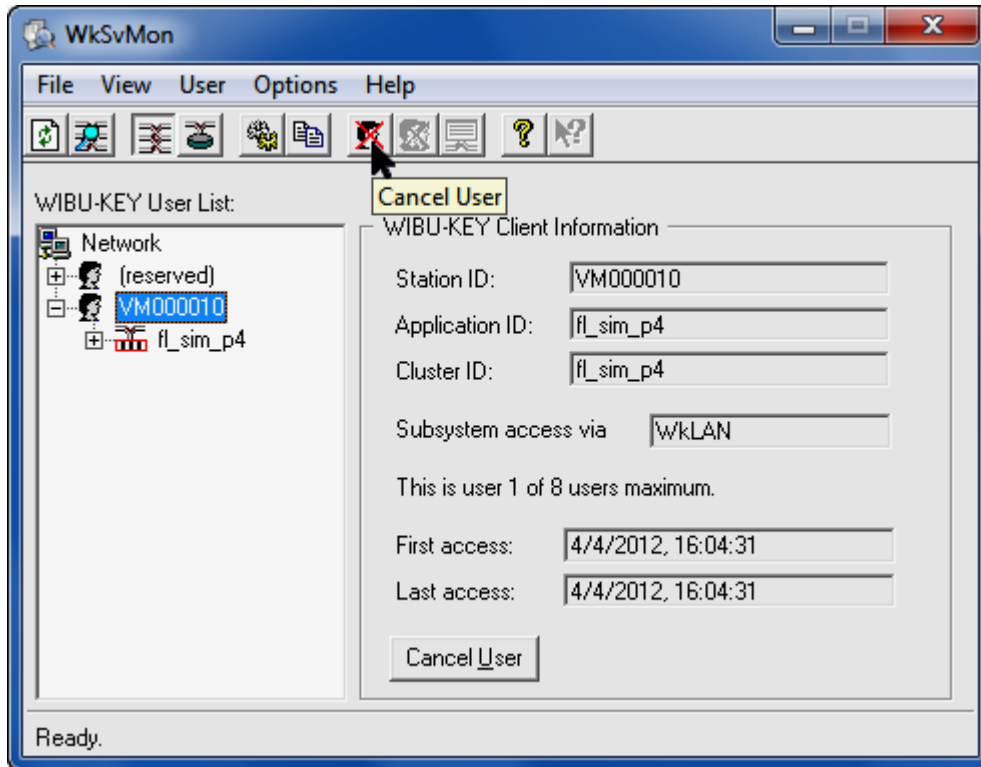 WkSvMon
File View User Options Help
Cancel User
WIBU-KEY User List:
Network
(reserved)
VM000010
fl_sim_p4
WIBU-KEY Client Information
Station ID: VM000010
Application ID: fl_sim_p4
Cluster ID: fl_sim_p4
Subsystem access via WkLAN
This is user 1 of 8 users maximum.
First access: 4/4/2012, 16:04:31
Last access: 4/4/2012, 16:04:31
Cancel User
Ready.